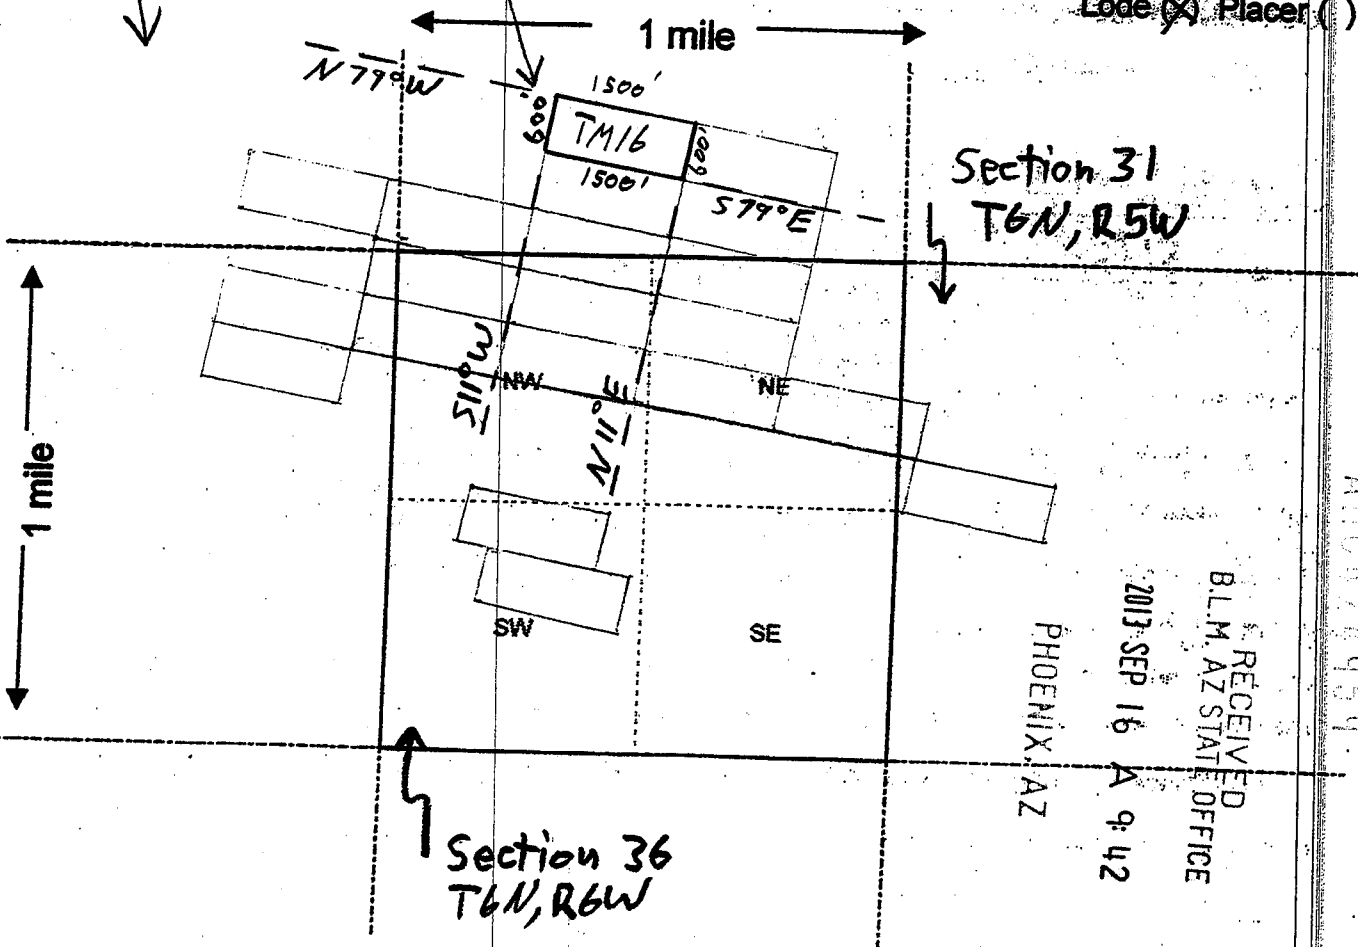 Lode (X) Placer ( )
1 mile
N 79° W
1500'
600'
TM16
600'
1500'
S 79° E
Section 31
T6N, R5W
1 mile
S11°W
NW
N 11° E
NE
SW
SE
RECEIVED
B.L.M. AZ STATE OFFICE
2013 SEP 16 A 9:42
PHOENIX, AZ
Section 36
T6N, R6W